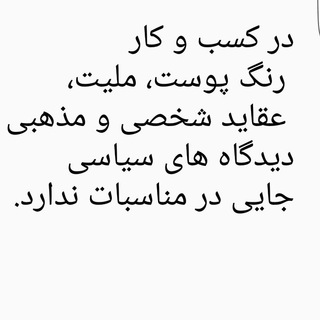 در کسب و کار
رنگ پوست، ملیت،
عقاید شخصی و مذهبی
دیدگاه های سیاسی
جایی در مناسبات ندارد.